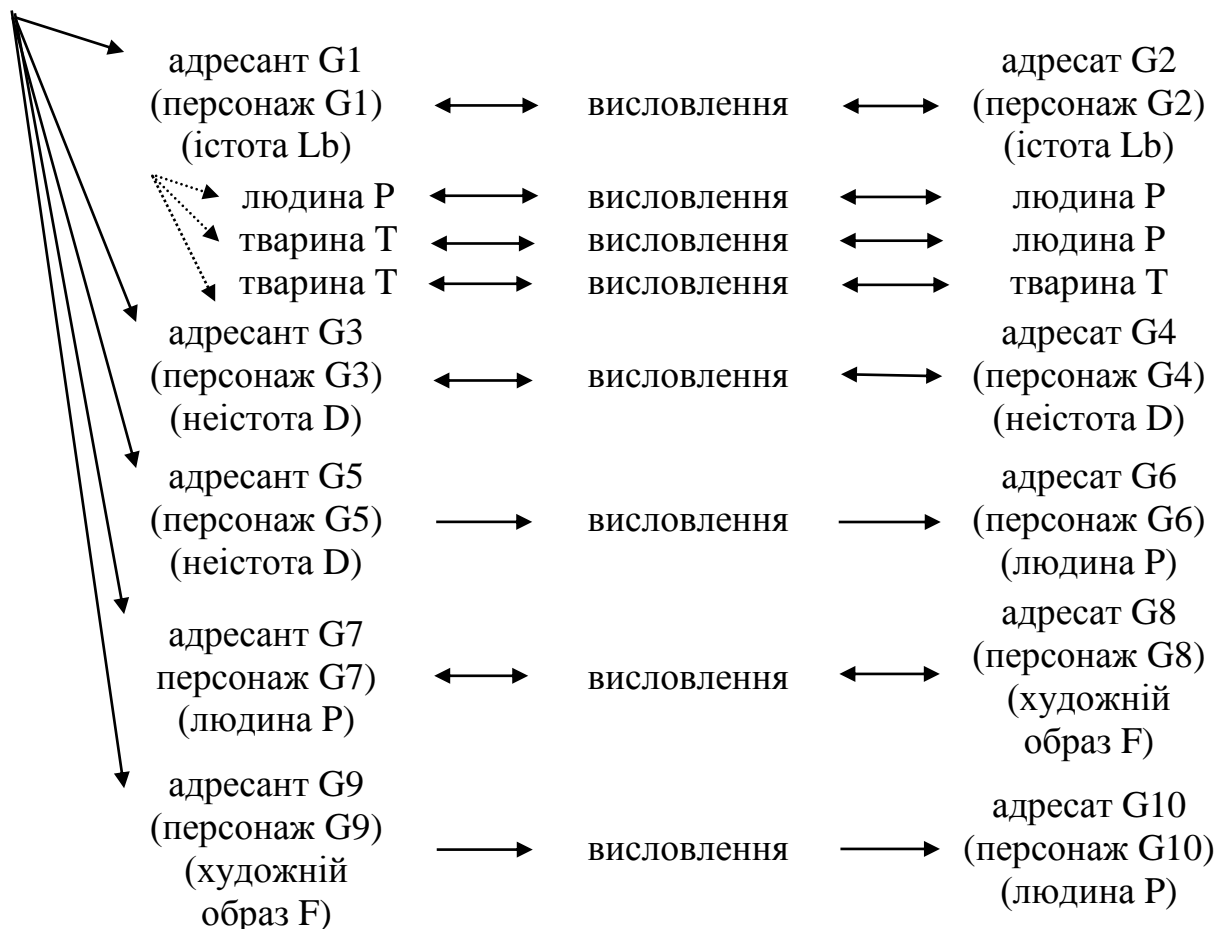 адресант G1
(персонаж G1)
(істота Lb)
висловлення
адресат G2
(персонаж G2)
(істота Lb)
людина P висловлення людина P
тварина T висловлення людина P
тварина T висловлення тварина T
адресант G3
(персонаж G3)
(неістота D)
висловлення
адресат G4
(персонаж G4)
(неістота D)
адресант G5
(персонаж G5)
(неістота D)
висловлення
адресат G6
(персонаж G6)
(людина P)
адресант G7
персонаж G7)
(людина P)
висловлення
адресат G8
(персонаж G8)
(художній
образ F)
адресант G9
(персонаж G9)
(художній
образ F)
висловлення
адресат G10
(персонаж G10)
(людина P)